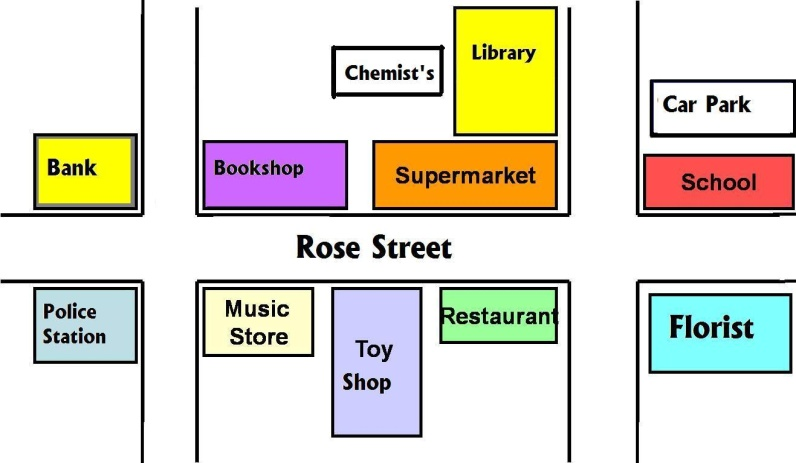 Library
Chemist's
Car Park
Bank
Bookshop
Supermarket
School
Rose Street
Police
Station
Music
Store
Toy
Shop
Restaurant
Florist